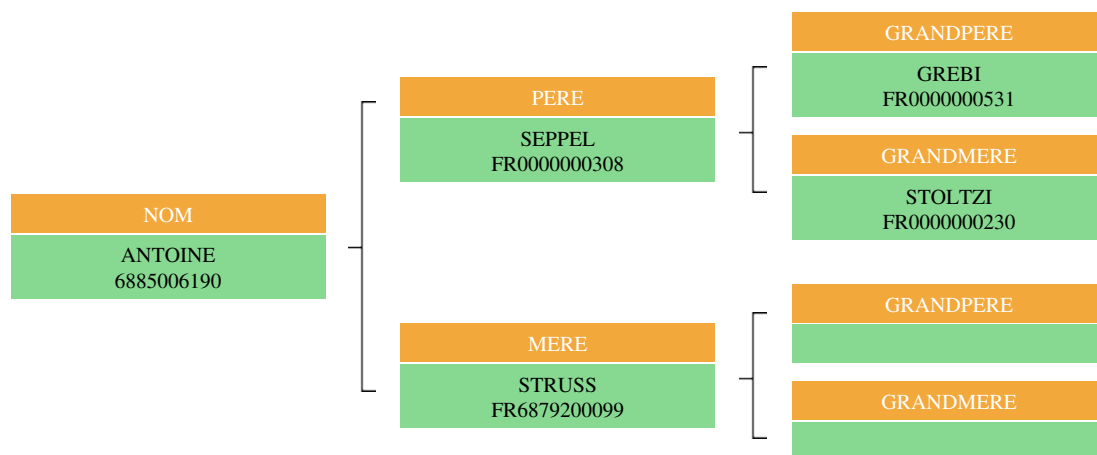 NOM
ANTOINE
6885006190
PERE
SEPPEL
FR0000000308
MERE
STRUSS
FR6879200099
GRANDPERE
GREBI
FR0000000531
GRANDMERE
STOLTZI
FR0000000230
GRANDPERE
GRANDMERE